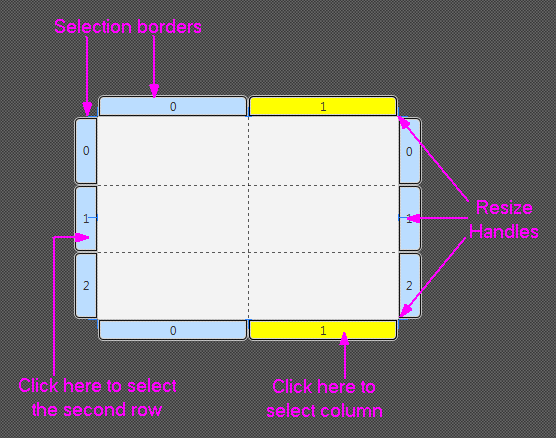 Selection borders
0 1
0 0
1 1
Resize
Handles
2 2
0 1
Click here to select
the second row
Click here to
select column